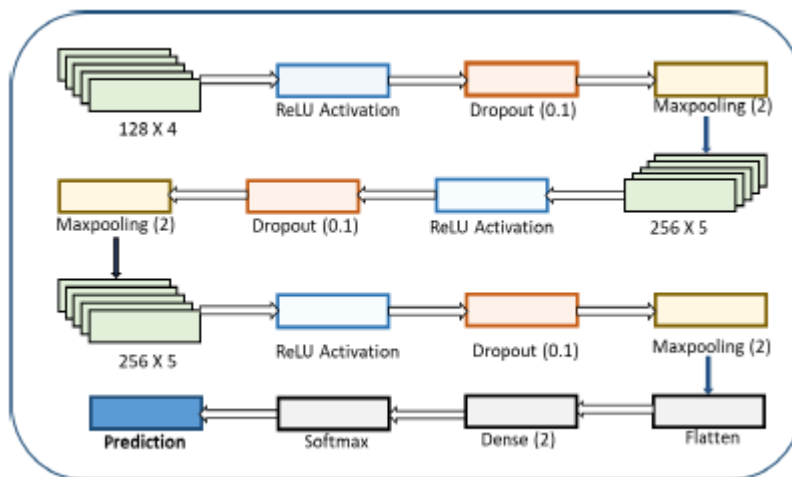 128 X 4
ReLU Activation
Dropout (0.1)
Maxpooling (2)
Maxpooling (2)
Dropout (0.1)
ReLU Activation
256 X 5
256 X 5
ReLU Activation
Dropout (0.1)
Maxpooling (2)
Prediction
Softmax
Dense (2)
Flatten